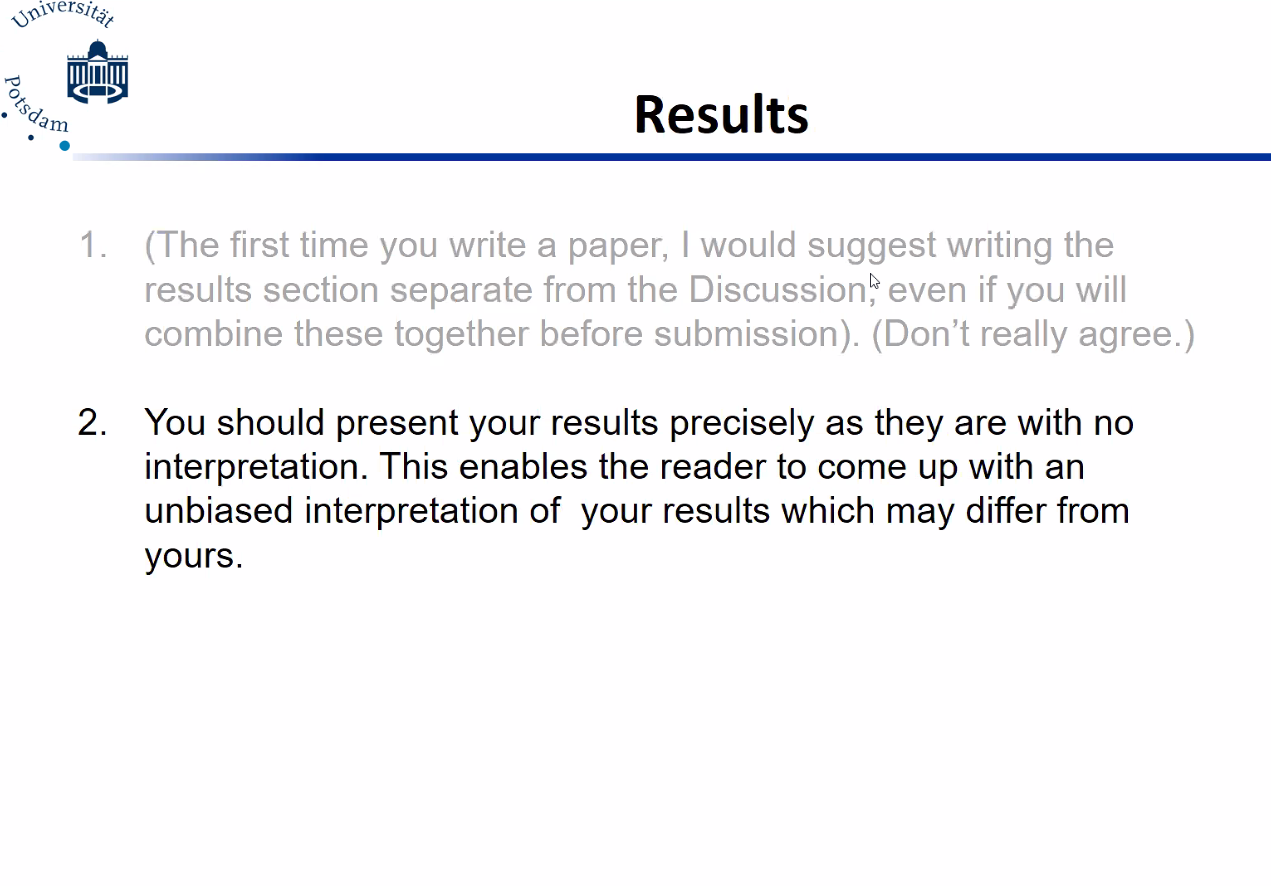 Universität
Potsdam
Results
1. (The first time you write a paper, I would suggest writing the
results section separate from the Discussion, even if you will
combine these together before submission). (Don’t really agree.)
2. You should present your results precisely as they are with no
interpretation. This enables the reader to come up with an
unbiased interpretation of  your results which may differ from
yours.